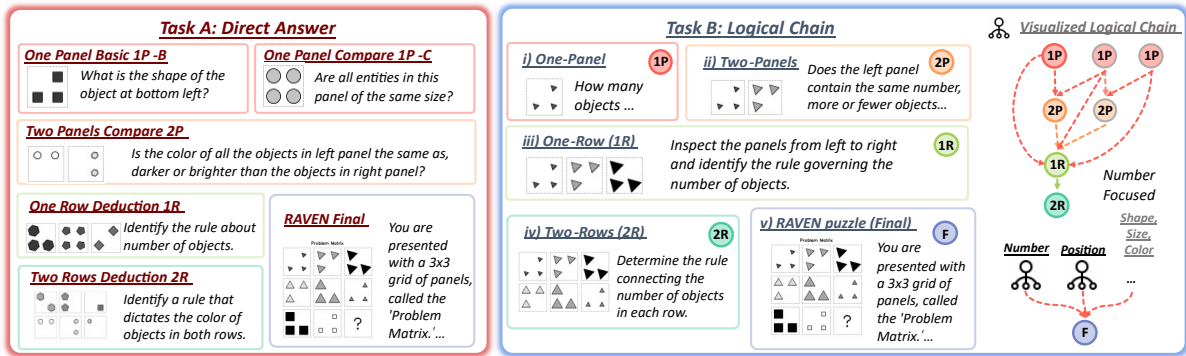 Task A: Direct Answer
One Panel Basic 1P -B
What is the shape of the
object at bottom left?
One Panel Compare 1P -C
Are all entities in this
panel of the same size?
Two Panels Compare 2P
Is the color of all the objects in left panel the same as,
darker or brighter than the objects in right panel?
One Row Deduction 1R
Identify the rule about
number of objects.
Two Rows Deduction 2R
Identify a rule that
dictates the color of
objects in both rows.
RAVEN Final
Problem Matrix
?
You are
presented
with a 3x3
grid of panels,
called the
'Problem
Matrix.'...
Task B: Logical Chain
i) One-Panel
1P
How many
objects ...
ii) Two-Panels
2P
Does the left panel
contain the same number,
more or fewer objects...
iii) One-Row (1R)
1R
Inspect the panels from left to right
and identify the rule governing the
number of objects.
iv) Two-Rows (2R)
2R
Determine the rule
connecting the
number of objects
in each row.
v) RAVEN puzzle (Final)
F
Problem Matrix
?
You are
presented with
a 3x3 grid of
panels, called
the 'Problem
Matrix.'...
Visualized Logical Chain
1P 1P 1P
2P 2P
1R
2R
Number
Focused
Shape,
Size,
Color
Number Position
...
F